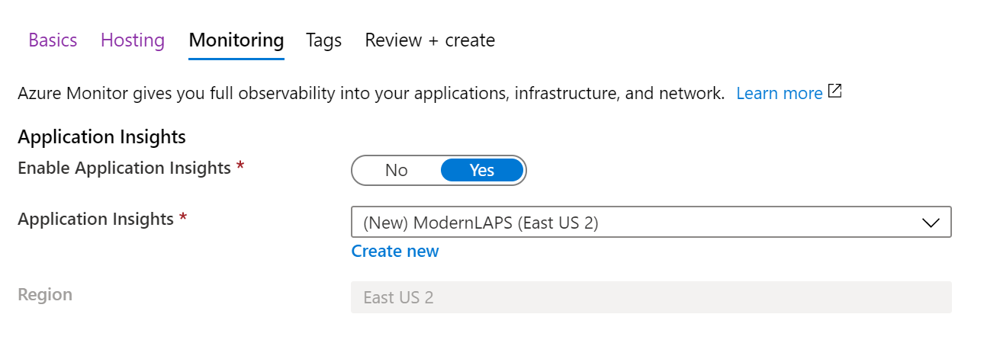 Basics Hosting Monitoring Tags Review + create
Azure Monitor gives you full observability into your applications, infrastructure, and network. Learn more
Application Insights
Enable Application Insights * No Yes
Application Insights * (New) ModernLAPS (East US 2)
Create new
Region East US 2